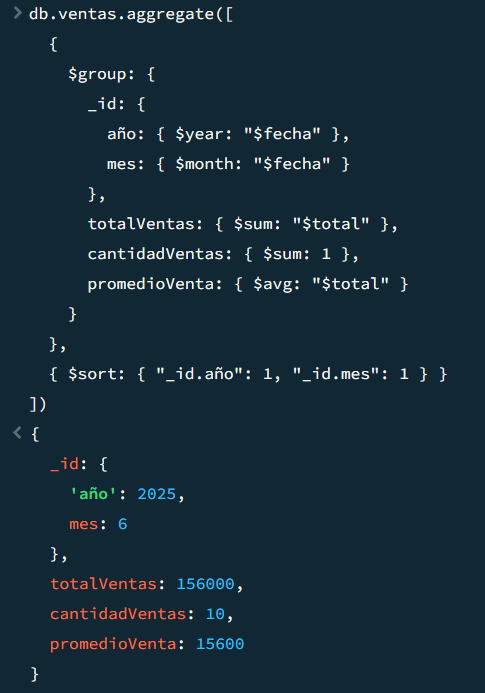 db.ventas.aggregate([
{
$group: {
_id: {
año: { $year: "$fecha" },
mes: { $month: "$fecha" }
},
totalVentas: { $sum: "$total" },
cantidadVentas: { $sum: 1 },
promedioVenta: { $avg: "$total" }
}
},
{ $sort: { "_id.año": 1, "_id.mes": 1 } }
])
{
_id: {
'año': 2025,
mes: 6
},
totalVentas: 156000,
cantidadVentas: 10,
promedioVenta: 15600
}